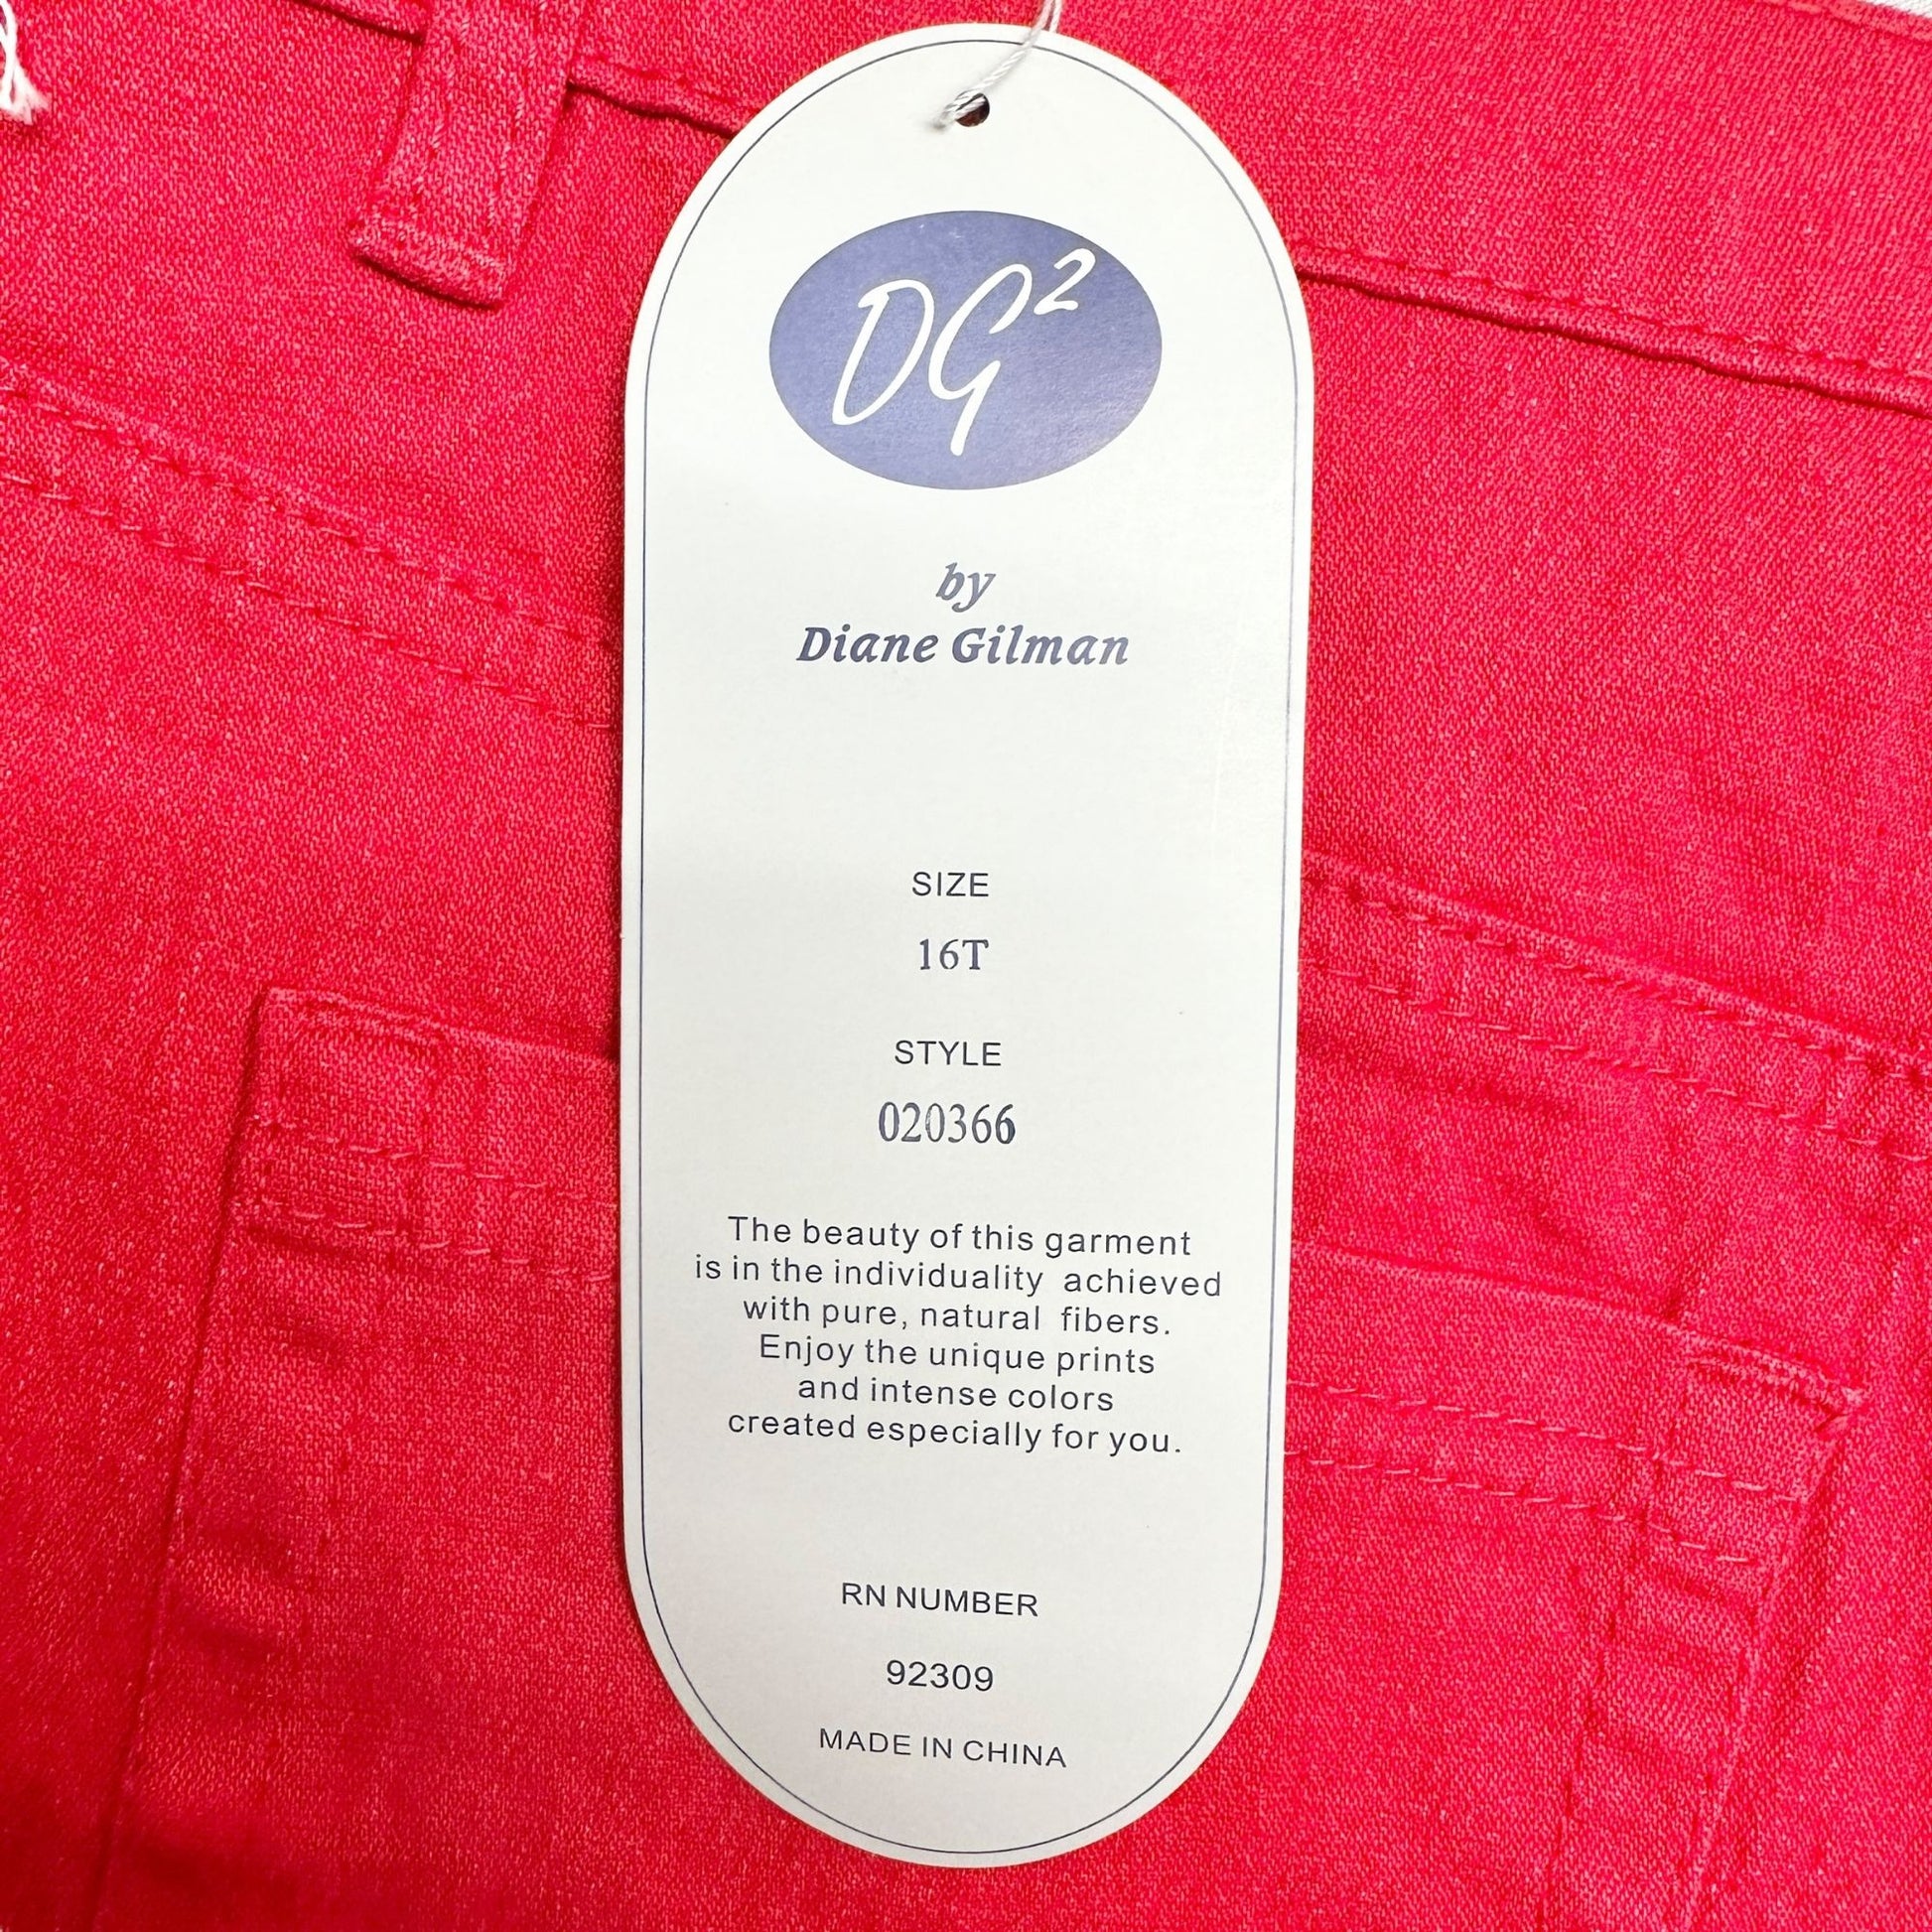 DG²
by
Diane Gilman
SIZE
16T
STYLE
020366
The beauty of this garment
is in the individuality achieved
with pure, natural fibers.
Enjoy the unique prints
and intense colors
created especially for you.
RN NUMBER
92309
MADE IN CHINA